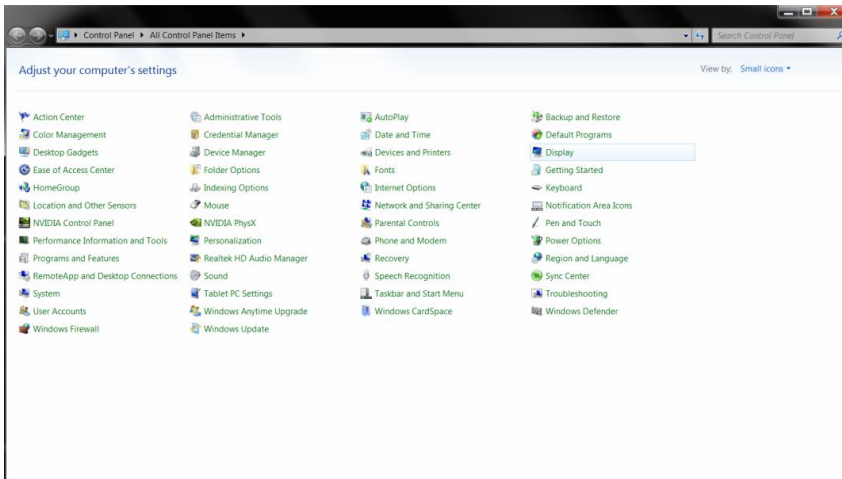 Control Panel ▸ All Control Panel Items ▸ Search Control Panel
Adjust your computer's settings View by: Small icons
Action Center Administrative Tools AutoPlay Backup and Restore
Color Management Credential Manager Date and Time Default Programs
Desktop Gadgets Device Manager Devices and Printers Display
Ease of Access Center Folder Options Fonts Getting Started
HomeGroup Indexing Options Internet Options Keyboard
Location and Other Sensors Mouse Network and Sharing Center Notification Area Icons
NVIDIA Control Panel NVIDIA PhysX Parental Controls Pen and Touch
Performance Information and Tools Personalization Phone and Modem Power Options
Programs and Features Realtek HD Audio Manager Recovery Region and Language
RemoteApp and Desktop Connections Sound Speech Recognition Sync Center
System Tablet PC Settings Taskbar and Start Menu Troubleshooting
User Accounts Windows Anytime Upgrade Windows CardSpace Windows Defender
Windows Firewall Windows Update